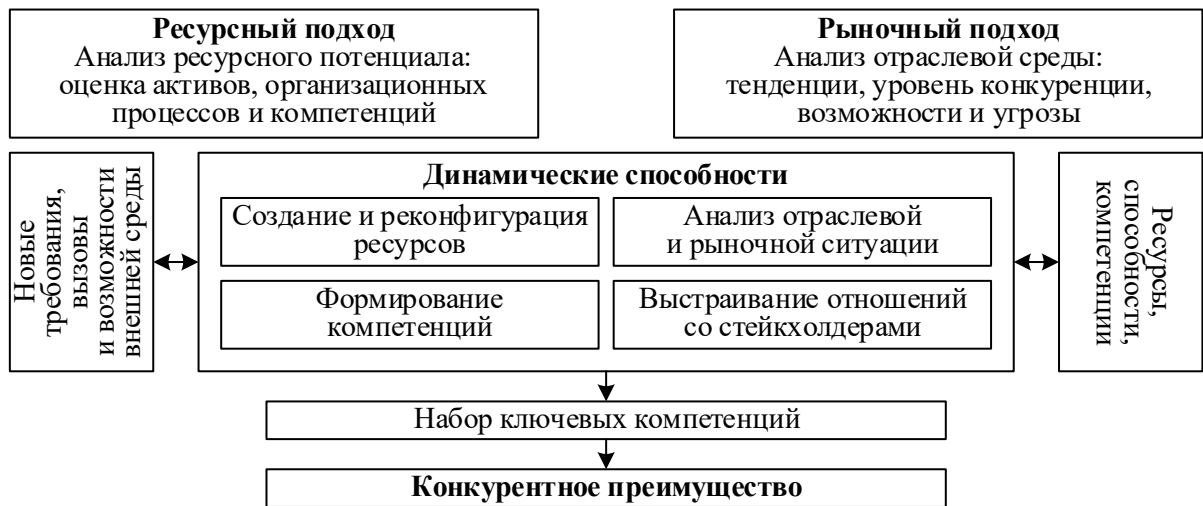 Ресурсный подход
Анализ ресурсного потенциала:
оценка активов, организационных
процессов и компетенций
Рыночный подход
Анализ отраслевой среды:
тенденции, уровень конкуренции,
возможности и угрозы
Новые
требования,
вызовы
и возможности
внешней среды
Динамические способности
Создание и реконфигурация
ресурсов
Анализ отраслевой
и рыночной ситуации
Формирование
компетенций
Выстраивание отношений
со стейкхолдерами
Ресурсы,
способности,
компетенции
Набор ключевых компетенций
Конкурентное преимущество